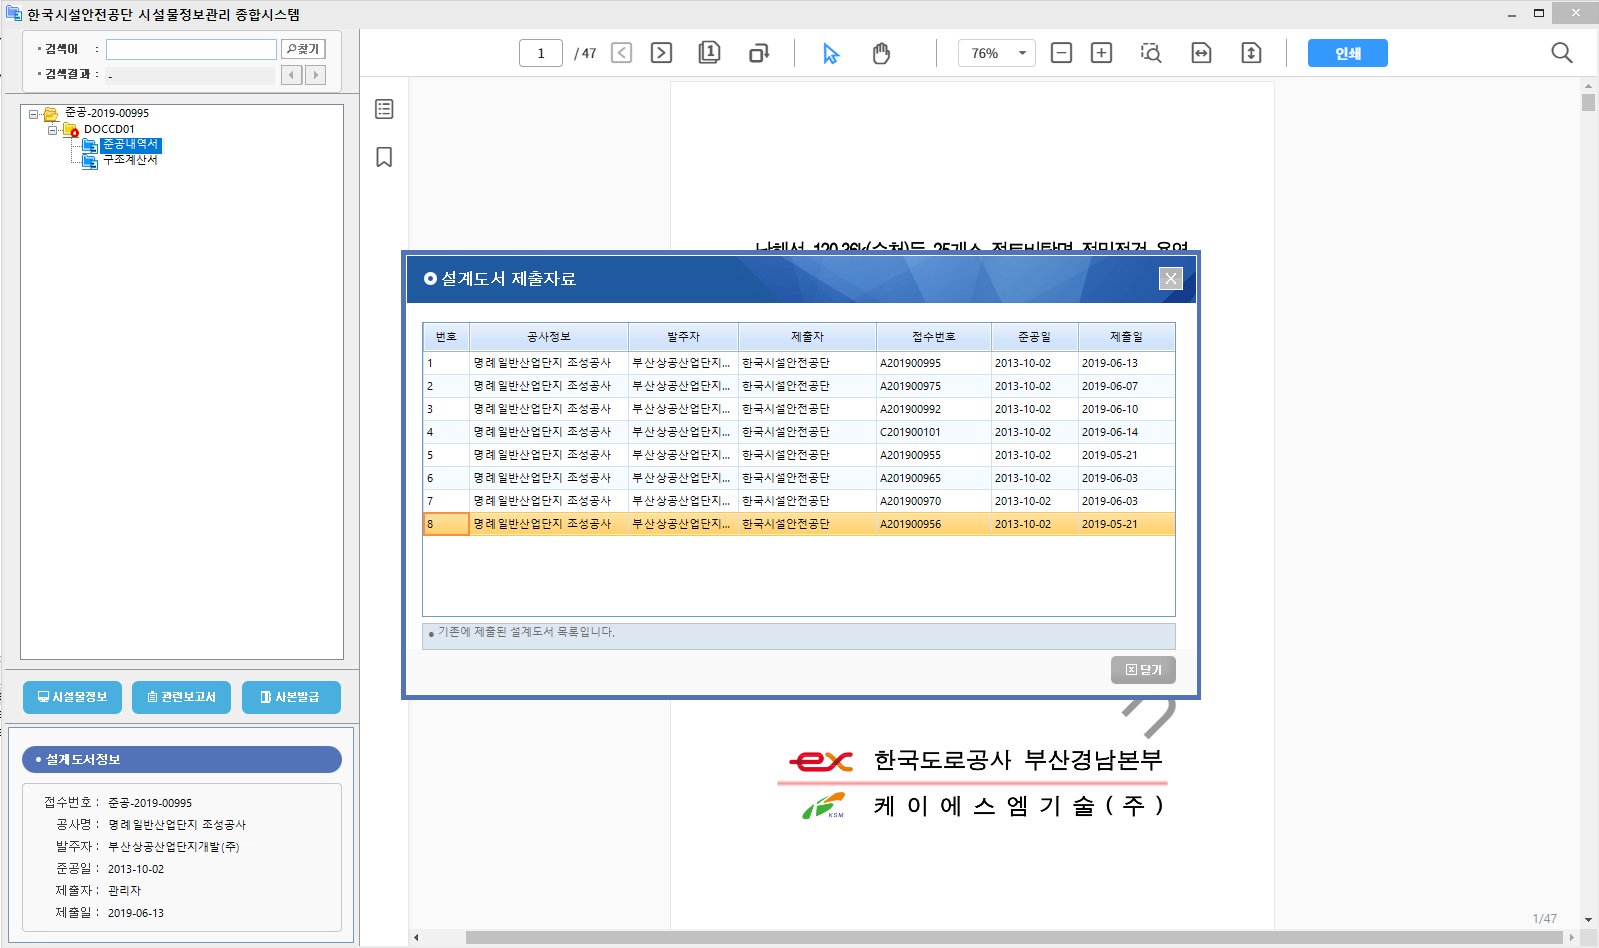 한국시설안전공단 시설물정보관리 종합시스템
검색어 :
찾기
검색결과 : -
1 / 47
76%
인쇄
준공-2019-00995
DOCCD01
준공내역서
구조계산서
남해선 120.36k(순천)등 25개소 절토비탈면 정밀점검 용역
설계도서 제출자료
번호 공사정보 발주자 제출자 접수번호 준공일 제출일
1 명례일반산업단지 조성공사 부산상공산업단지... 한국시설안전공단 A201900995 2013-10-02 2019-06-13
2 명례일반산업단지 조성공사 부산상공산업단지... 한국시설안전공단 A201900975 2013-10-02 2019-06-07
3 명례일반산업단지 조성공사 부산상공산업단지... 한국시설안전공단 A201900992 2013-10-02 2019-06-10
4 명례일반산업단지 조성공사 부산상공산업단지... 한국시설안전공단 C201900101 2013-10-02 2019-06-14
5 명례일반산업단지 조성공사 부산상공산업단지... 한국시설안전공단 A201900955 2013-10-02 2019-05-21
6 명례일반산업단지 조성공사 부산상공산업단지... 한국시설안전공단 A201900965 2013-10-02 2019-06-03
7 명례일반산업단지 조성공사 부산상공산업단지... 한국시설안전공단 A201900970 2013-10-02 2019-06-03
8 명례일반산업단지 조성공사 부산상공산업단지... 한국시설안전공단 A201900956 2013-10-02 2019-05-21
기존에 제출된 설계도서 목록입니다.
닫기
시설물정보 관련보고서 사본발급
설계도서정보
접수번호 : 준공-2019-00995
공사명 : 명례일반산업단지 조성공사
발주자 : 부산상공산업단지개발(주)
준공일 : 2013-10-02
제출자 : 관리자
제출일 : 2019-06-13
ex 한국도로공사 부산경남본부
KSM 케이에스엠기술(주)
1/47